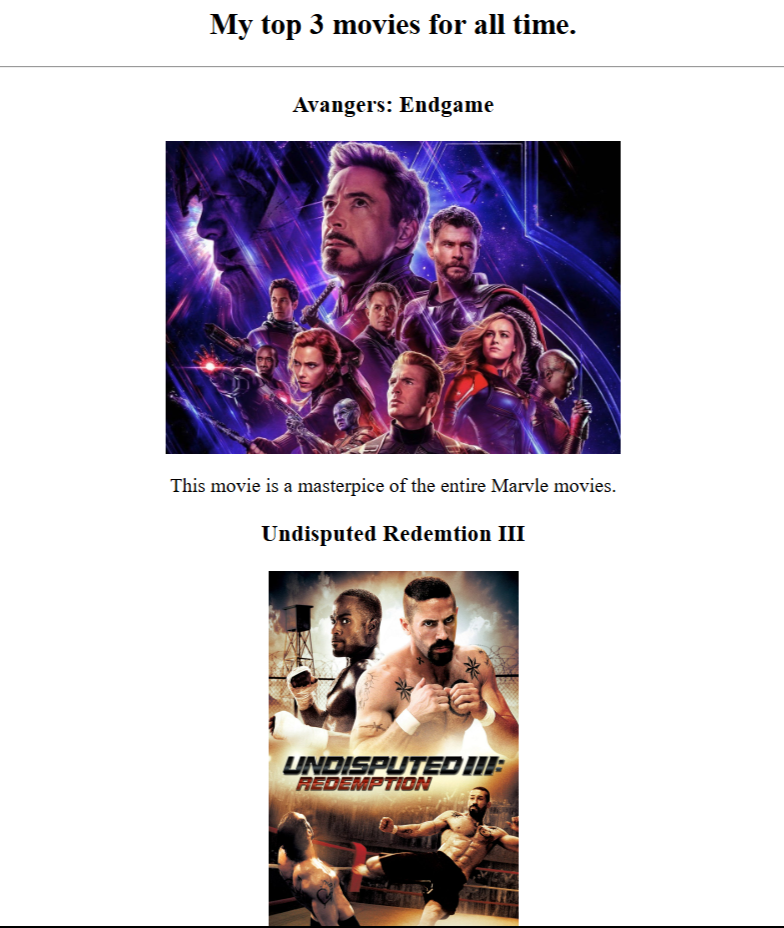 My top 3 movies for all time.
Avangers: Endgame
This movie is a masterpice of the entire Marvle movies.
Undisputed Redemtion III
UNDISPUTED III:
REDEMPTION